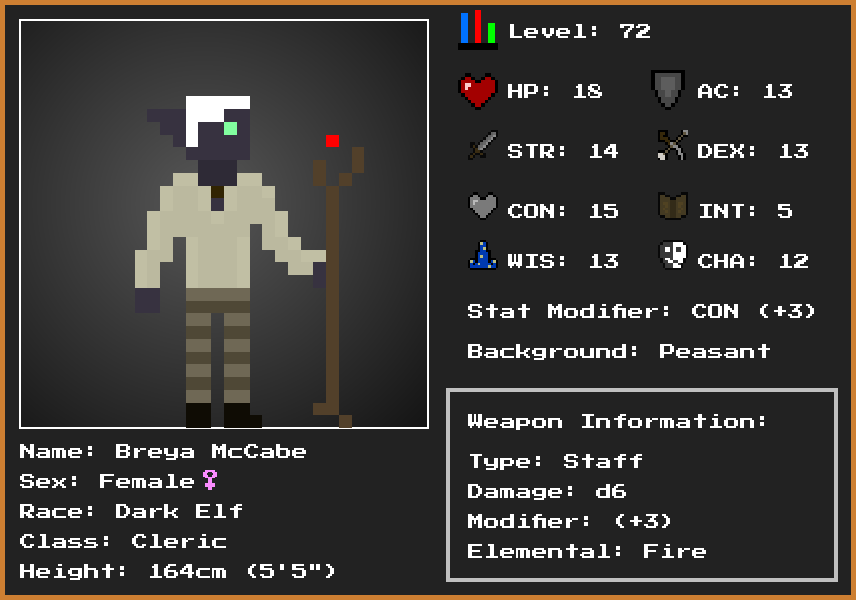 Level: 72
HP: 18 AC: 13
STR: 14 DEX: 13
CON: 15 INT: 5
WIS: 13 CHA: 12
Stat Modifier: CON (+3)
Background: Peasant
Weapon Information:
Type: Staff
Damage: d6
Modifier: (+3)
Elemental: Fire
Name: Breya McCabe
Sex: Female♀
Race: Dark Elf
Class: Cleric
Height: 164cm (5'5")